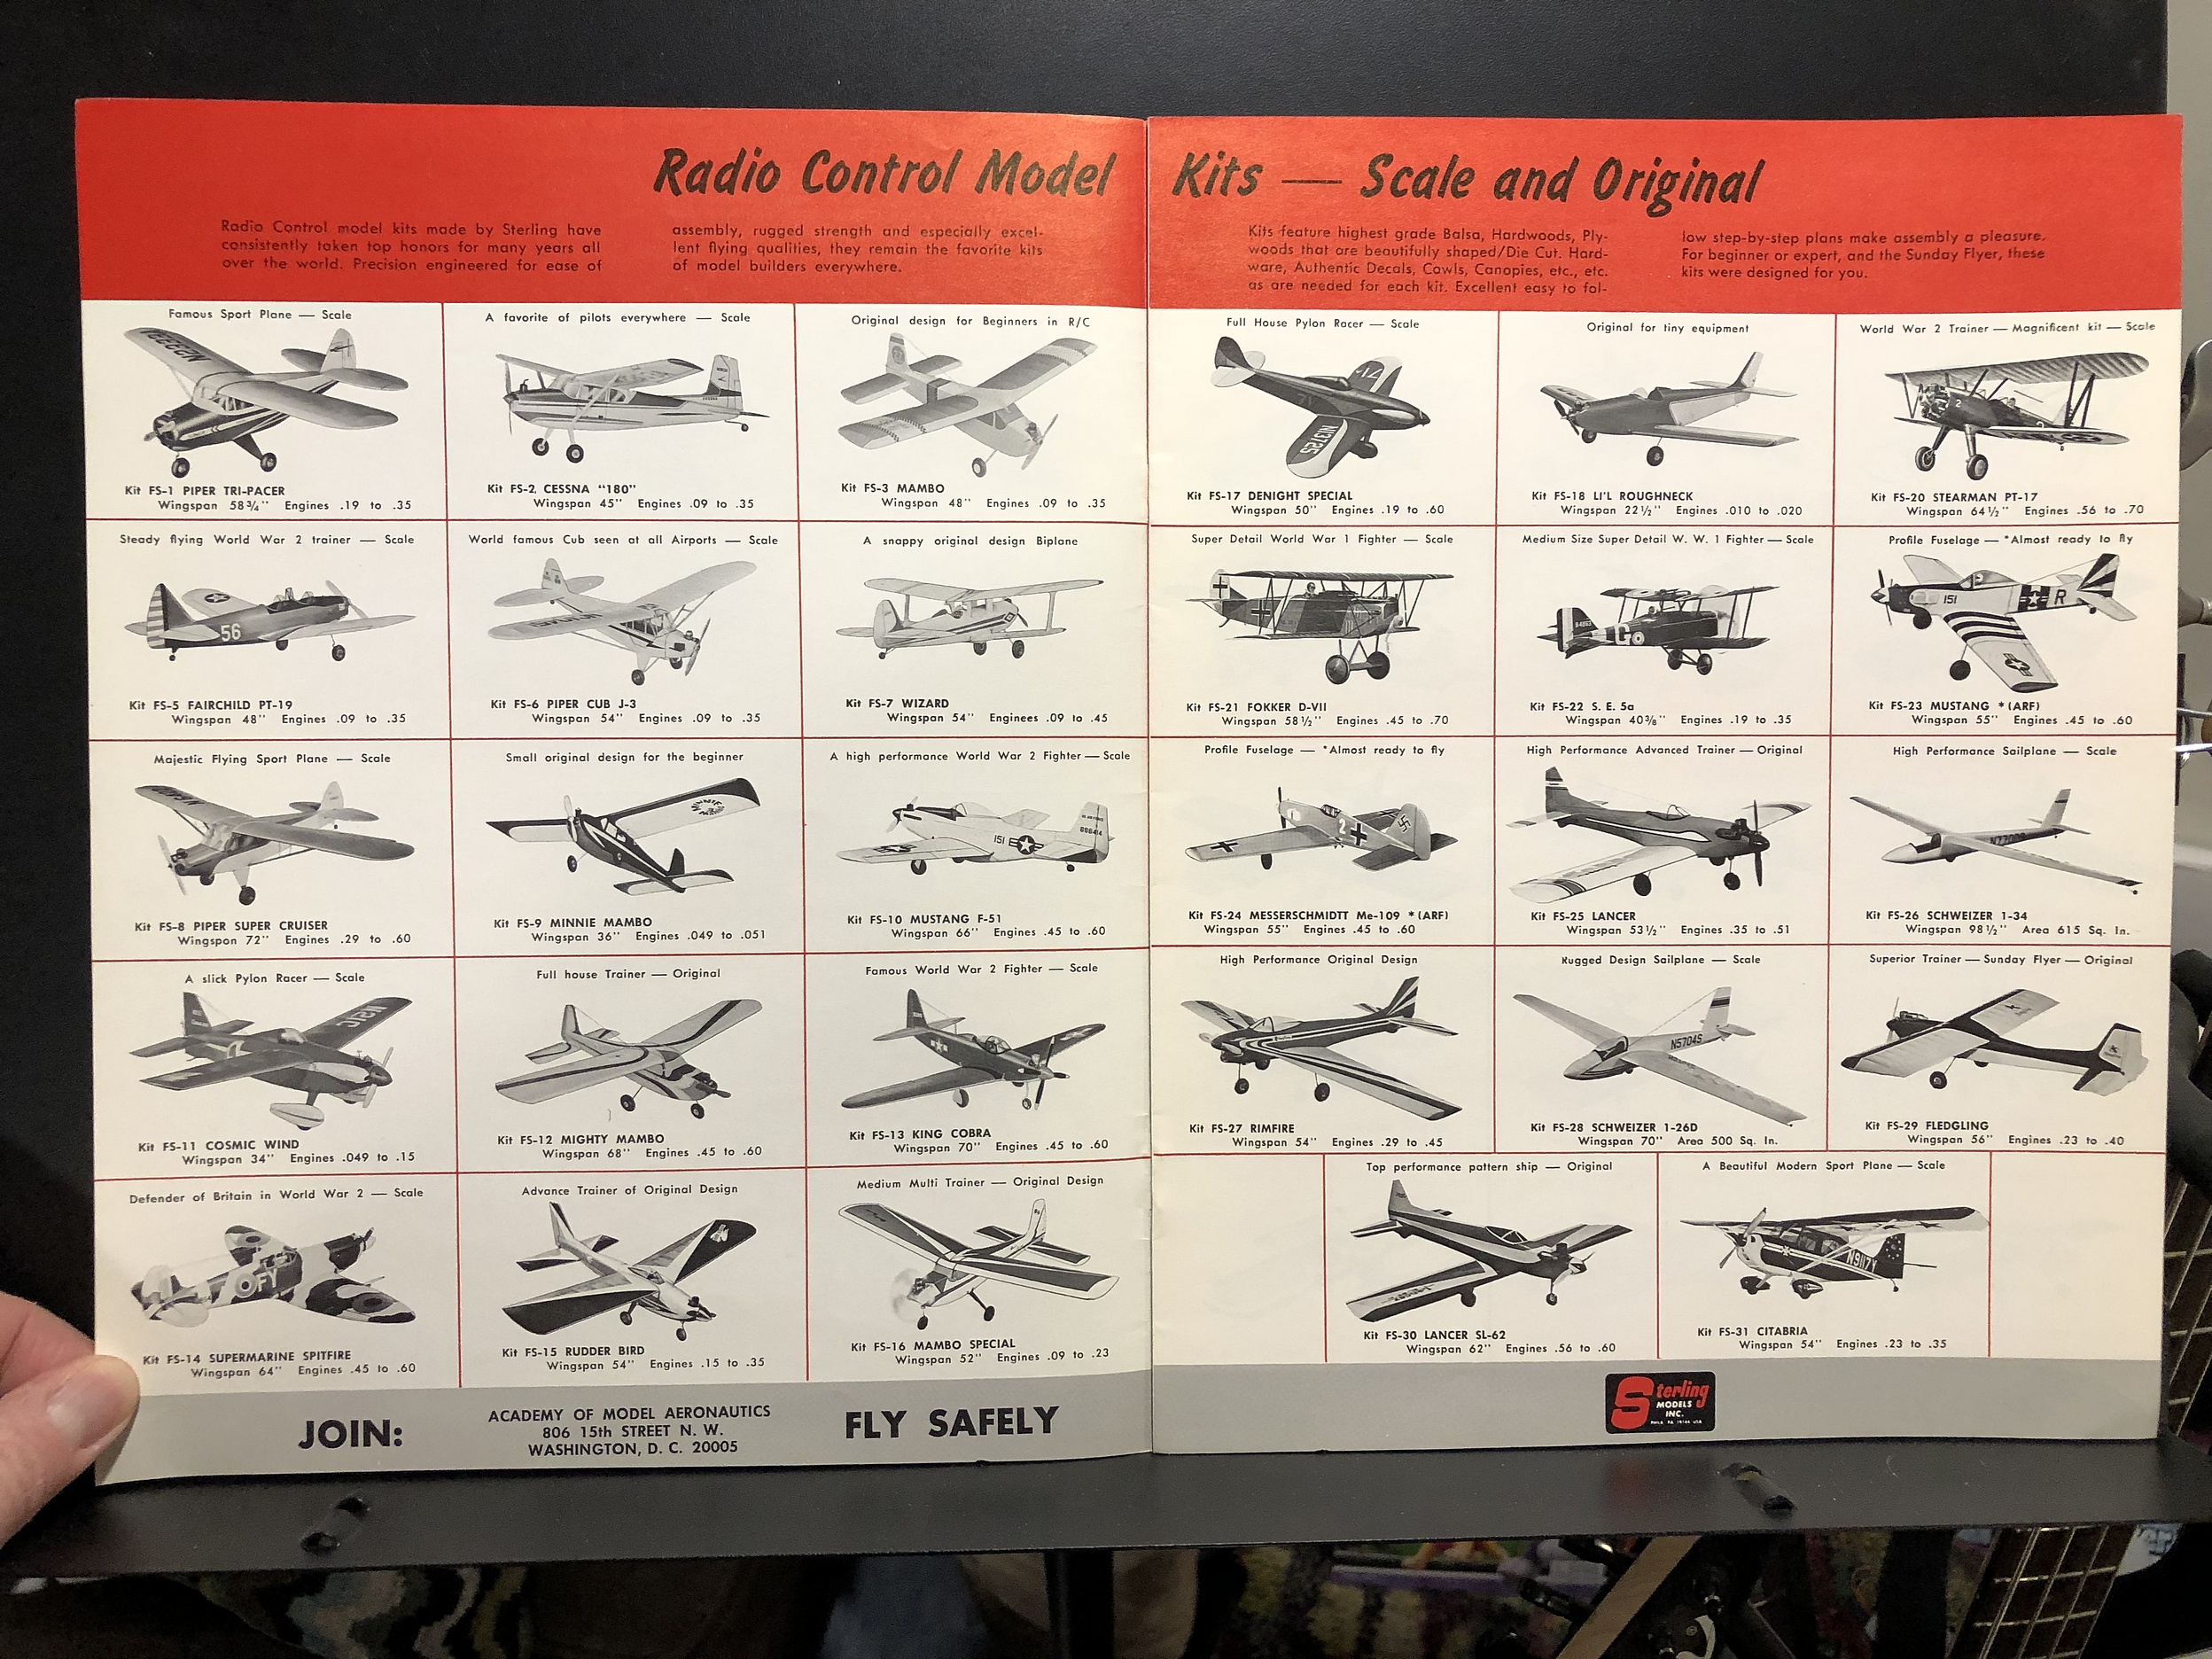 Radio Control Model Kits — Scale and Original
Radio Control model kits made by Sterling have
consistently taken top honors for many years all
over the world. Precision engineered for ease of
assembly, rugged strength and especially excel-
lent flying qualities, they remain the favorite kits
of model builders everywhere.
Kits feature highest grade Balsa, Hardwoods, Ply-
woods that are beautifully shaped/Die Cut. Hard-
ware, Authentic Decals, Cowls, Canopies, etc., etc.
as are needed for each kit. Excellent easy to fol-
low step-by-step plans make assembly a pleasure.
For beginner or expert, and the Sunday Flyer, these
kits were designed for you.
Famous Sport Plane — Scale
Kit FS-1 PIPER TRI-PACER
Wingspan 58¾" Engines .19 to .35
A favorite of pilots everywhere — Scale
Kit FS-2, CESSNA "180"
Wingspan 45" Engines .09 to .35
Original design for Beginners in R/C
Kit FS-3 MAMBO
Wingspan 48" Engines .09 to .35
Steady flying World War 2 trainer — Scale
56
Kit FS-5 FAIRCHILD PT-19
Wingspan 48" Engines .09 to .35
World famous Cub seen at all Airports — Scale
Kit FS-6 PIPER CUB J-3
Wingspan 54" Engines .09 to .35
A snappy original design Biplane
Kit FS-7 WIZARD
Wingspan 54" Enginees .09 to .45
Majestic Flying Sport Plane — Scale
Kit FS-8 PIPER SUPER CRUISER
Wingspon 72" Engines .29 to .60
Small original design for the beginner
Kit FS-9 MINNIE MAMBO
Wingspan 36" Engines .049 to .051
A high performance World War 2 Fighter — Scale
151
Kit FS-10 MUSTANG F-51
Wingspan 66" Engines .45 to .60
A slick Pylon Racer — Scale
N21C
Kit FS-11 COSMIC WIND
Wingspan 34" Engines .049 to .15
Full house Trainer — Original
Kit FS-12 MIGHTY MAMBO
Wingspan 68" Engines .45 to .60
Famous World War 2 Fighter — Scale
Kit FS-13 KING COBRA
Wingspan 70" Engines .45 to .60
Defender of Britain in World War 2 — Scale
OFY
Kit FS-14 SUPERMARINE SPITFIRE
Wingspan 64" Engines .45 to .60
Advance Trainer of Original Design
Kit FS-15 RUDDER BIRD
Wingspan 54" Engines .15 to .35
Medium Multi Trainer — Original Design
Kit FS-16 MAMBO SPECIAL
Wingspan 52" Engines .09 to .23
JOIN:
ACADEMY OF MODEL AERONAUTICS
806 15th STREET N. W.
WASHINGTON, D. C. 20005
FLY SAFELY
Full House Pylon Racer — Scale
Kit FS-17 DENIGHT SPECIAL
Wingspan 50" Engines .19 to .60
Original for tiny equipment
Kit FS-18 LI'L ROUGHNECK
Wingspan 22½" Engines .010 to .020
World War 2 Trainer — Magnificent kit — Scale
2
Kit FS-20 STEARMAN PT-17
Wingspan 64½" Engines .56 to .70
Super Detail World War 1 Fighter — Scale
Kit FS-21 FOKKER D-VII
Wingspan 58½" Engines .45 to .70
Medium Size Super Detail W. W. 1 Fighter — Scale
Kit FS-22 S. E. 5a
Wingspan 40⅜" Engines .19 to .35
Profile Fuselage — *Almost ready to fly
151
R
Kit FS-23 MUSTANG *(ARF)
Wingspan 55" Engines .45 to .60
Profile Fuselage — *Almost ready to fly
2
Kit FS-24 MESSERSCHMIDTT Me-109 *(ARF)
Wingspan 55" Engines .45 to .60
High Performance Advanced Trainer — Original
Kit FS-25 LANCER
Wingspan 53½" Engines .35 to .51
High Performance Sailplane — Scale
Kit FS-26 SCHWEIZER 1-34
Wingspan 98½" Area 615 Sq. In.
High Performance Original Design
Kit FS-27 RIMFIRE
Wingspan 54" Engines .29 to .45
Rugged Design Sailplane — Scale
N5704S
Kit FS-28 SCHWEIZER 1-26D
Wingspan 70" Area 500 Sq. In.
Superior Trainer — Sunday Flyer — Original
Kit FS-29 FLEDGLING
Wingspan 56" Engines .23 to .40
Top performance pattern ship — Original
Kit FS-30 LANCER SL-62
Wingspan 62" Engines .56 to .60
A Beautiful Modern Sport Plane — Scale
N9117Y
Kit FS-31 CITABRIA
Wingspan 54" Engines .23 to .35
Sterling
MODELS
INC.